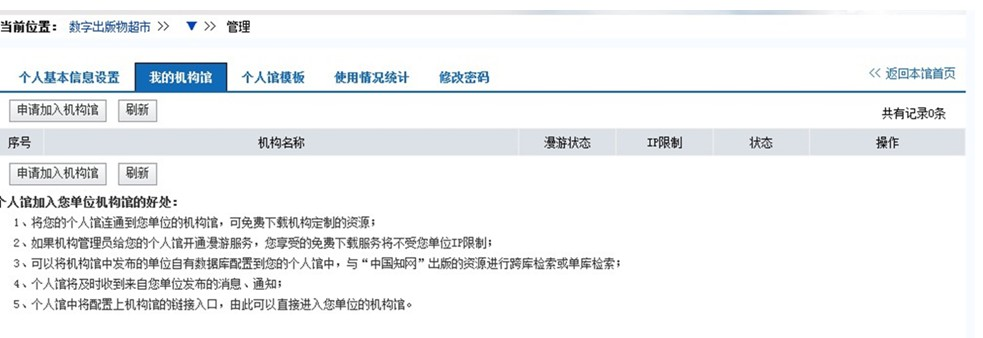 当前位置： 数字出版物超市 >> ▼ >> 管理
个人基本信息设置 我的机构馆 个人馆模板 使用情况统计 修改密码 << 返回本馆首页
申请加入机构馆 刷新 共有记录0条
序号 机构名称 漫游状态 IP限制 状态 操作
申请加入机构馆 刷新
个人馆加入您单位机构馆的好处：
1、将您的个人馆连通到您单位的机构馆，可免费下载机构定制的资源；
2、如果机构管理员给您的个人馆开通漫游服务，您享受的免费下载服务将不受您单位IP限制；
3、可以将机构馆中发布的单位自有数据库配置到您的个人馆中，与“中国知网”出版的资源进行跨库检索或单库检索；
4、个人馆将及时收到来自您单位发布的消息、通知；
5、个人馆中将配置上机构馆的链接入口，由此可以直接进入您单位的机构馆。